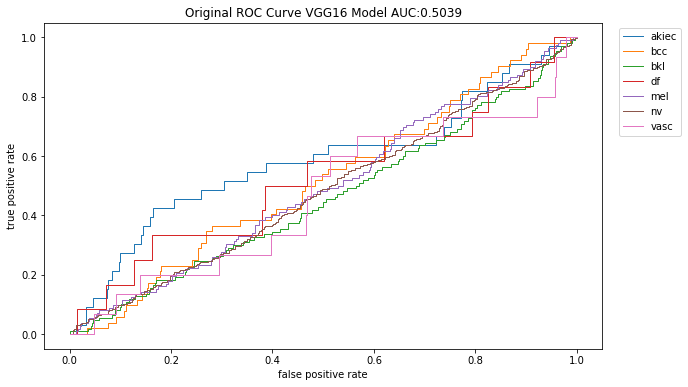 Original ROC Curve VGG16 Model AUC:0.5039
akiec
bcc
bkl
df
mel
nv
vasc
true positive rate
1.0
0.8
0.6
0.4
0.2
0.0
0.0 0.2 0.4 0.6 0.8 1.0
false positive rate